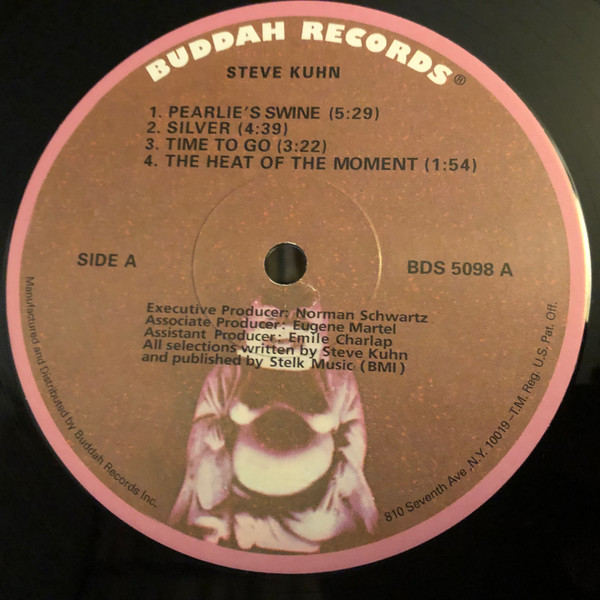 BUDDAH RECORDS®
STEVE KUHN
1. PEARLIE'S SWINE (5:29)
2. SILVER (4:39)
3. TIME TO GO (3:22)
4. THE HEAT OF THE MOMENT (1:54)
SIDE A
BDS 5098 A
Executive Producer: Norman Schwartz
Associate Producer: Eugene Martel
Assistant Producer: Emile Charlap
All selections written by Steve Kuhn
and published by Stelk Music (BMI)
Manufactured and Distributed by Buddah Records Inc.
810 Seventh Ave., N.Y. 10019 –T.M. Reg. U.S. Pat. Off.